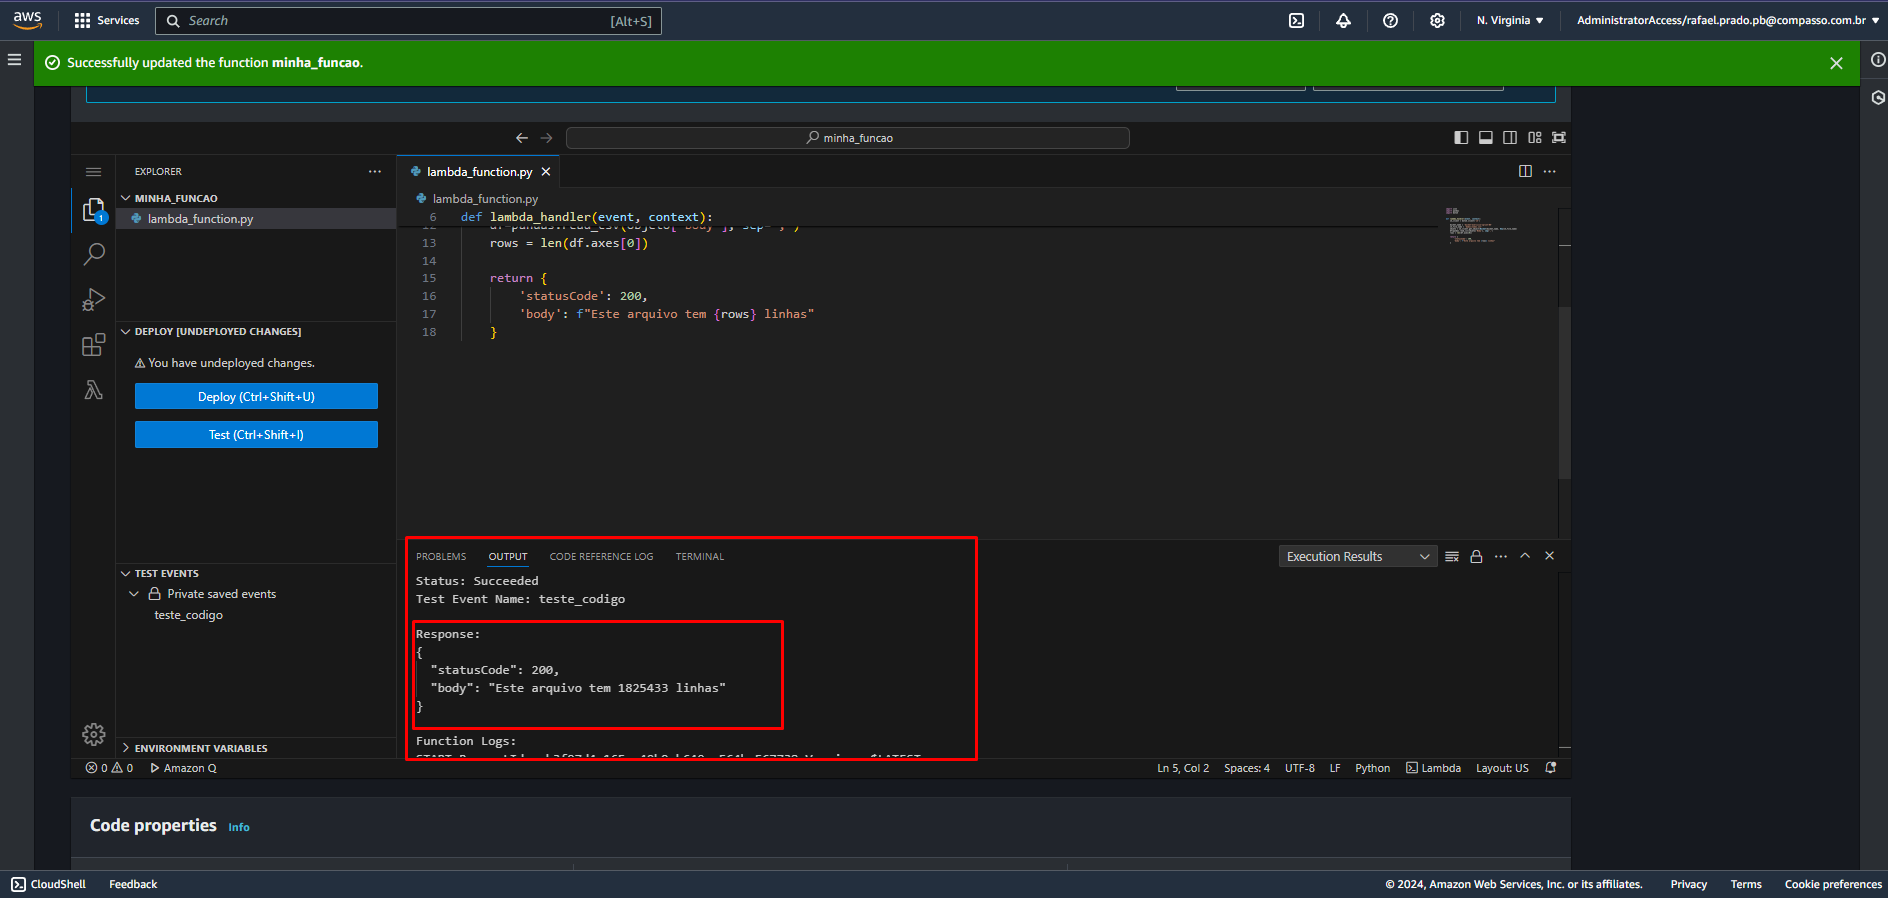 aws
Services
Search
[Alt+S]
N. Virginia
AdministratorAccess/rafael.prado.pb@compasso.com.br
Successfully updated the function minha_funcao.
minha_funcao
EXPLORER
MINHA_FUNCAO
lambda_function.py
1
DEPLOY [UNDEPLOYED CHANGES]
You have undeployed changes.
Deploy (Ctrl+Shift+U)
Test (Ctrl+Shift+I)
TEST EVENTS
Private saved events
teste_codigo
ENVIRONMENT VARIABLES
lambda_function.py
lambda_function.py
6 def lambda_handler(event, context):
13 rows = len(df.axes[0])
14
15 return {
16 'statusCode': 200,
17 'body': f"Este arquivo tem {rows} linhas"
18 }
PROBLEMS OUTPUT CODE REFERENCE LOG TERMINAL
Execution Results
Status: Succeeded
Test Event Name: teste_codigo
Response:
{
"statusCode": 200,
"body": "Este arquivo tem 1825433 linhas"
}
Function Logs:
0 0 Amazon Q
Ln 5, Col 2 Spaces: 4 UTF-8 LF Python Lambda Layout: US
Code properties Info
CloudShell Feedback
© 2024, Amazon Web Services, Inc. or its affiliates. Privacy Terms Cookie preferences